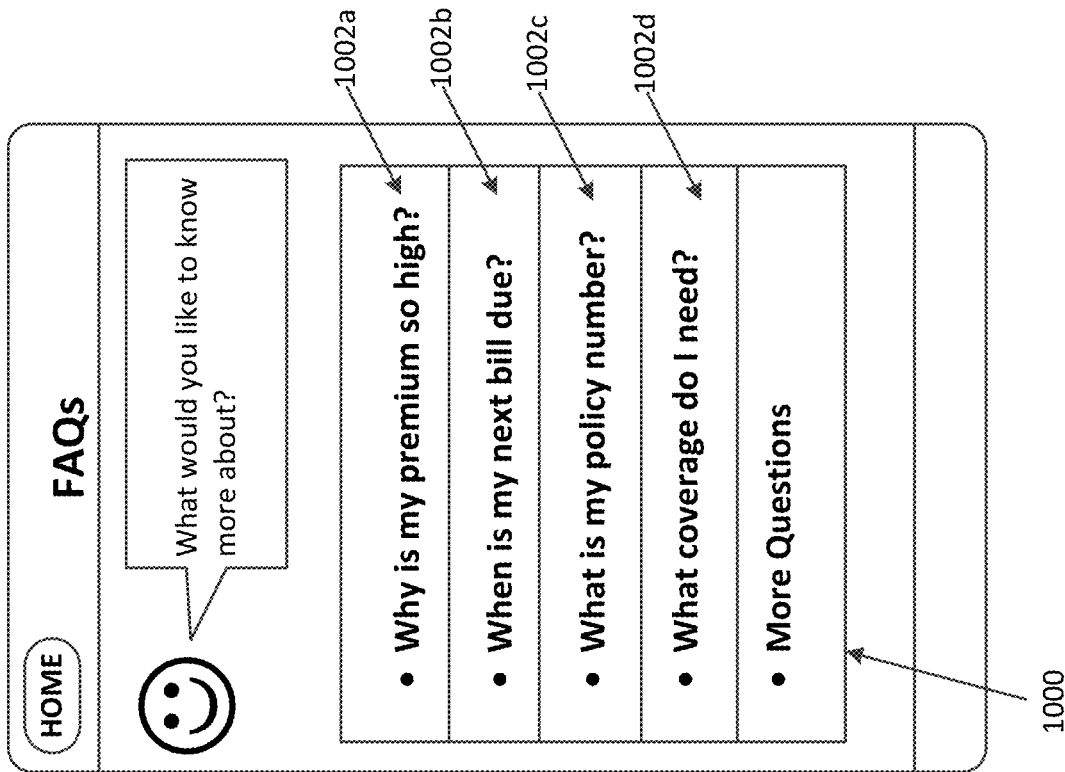 HOME
FAQs
What would you like to know
more about?
• Why is my premium so high?
• When is my next bill due?
• What is my policy number?
• What coverage do I need?
• More Questions
1002a
1002b
1002c
1002d
1000